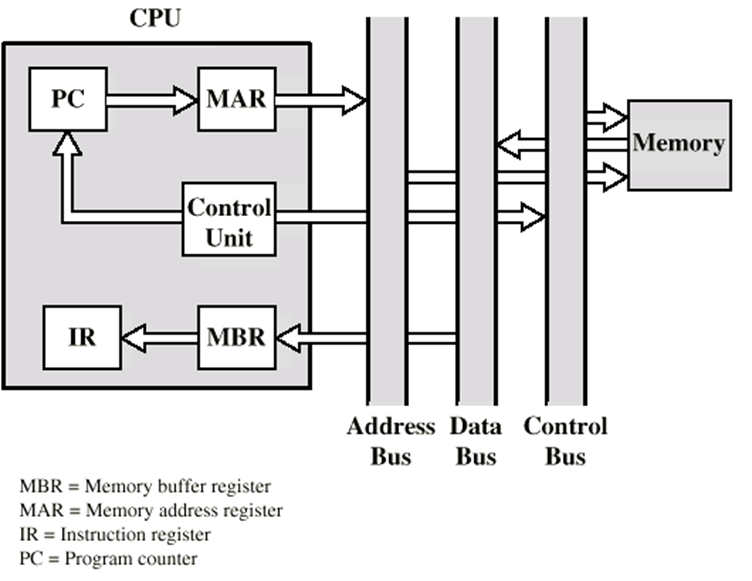 CPU
PC
MAR
Memory
Control
Unit
IR
MBR
Address
Bus
Data
Bus
Control
Bus
MBR = Memory buffer register
MAR = Memory address register
IR = Instruction register
PC = Program counter